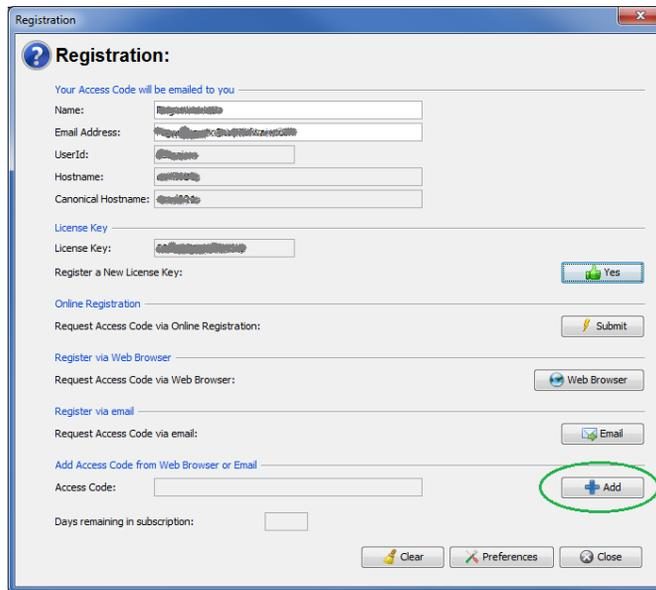 Registration
Registration:
Your Access Code will be emailed to you
Name:
Email Address:
UserId:
Hostname:
Canonical Hostname:
License Key
License Key:
Register a New License Key: Yes
Online Registration
Request Access Code via Online Registration: Submit
Register via Web Browser
Request Access Code via Web Browser: Web Browser
Register via email
Request Access Code via email: Email
Add Access Code from Web Browser or Email
Access Code: Add
Days remaining in subscription:
Clear Preferences Close